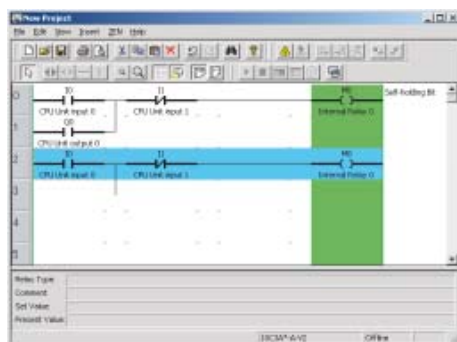 New Project
File Edit View Insert ZEN Help
0
I0 I1 M0 Self-holding Bit
CPU Unit input 0 CPU Unit input 1 Internal Relay 0
1
Q0
CPU Unit output 0
2
I0 I1 M0
CPU Unit input 0 CPU Unit input 1 Internal Relay 0
3
4
5
Relay Type
Comment
Set Value
Present Value
Offline